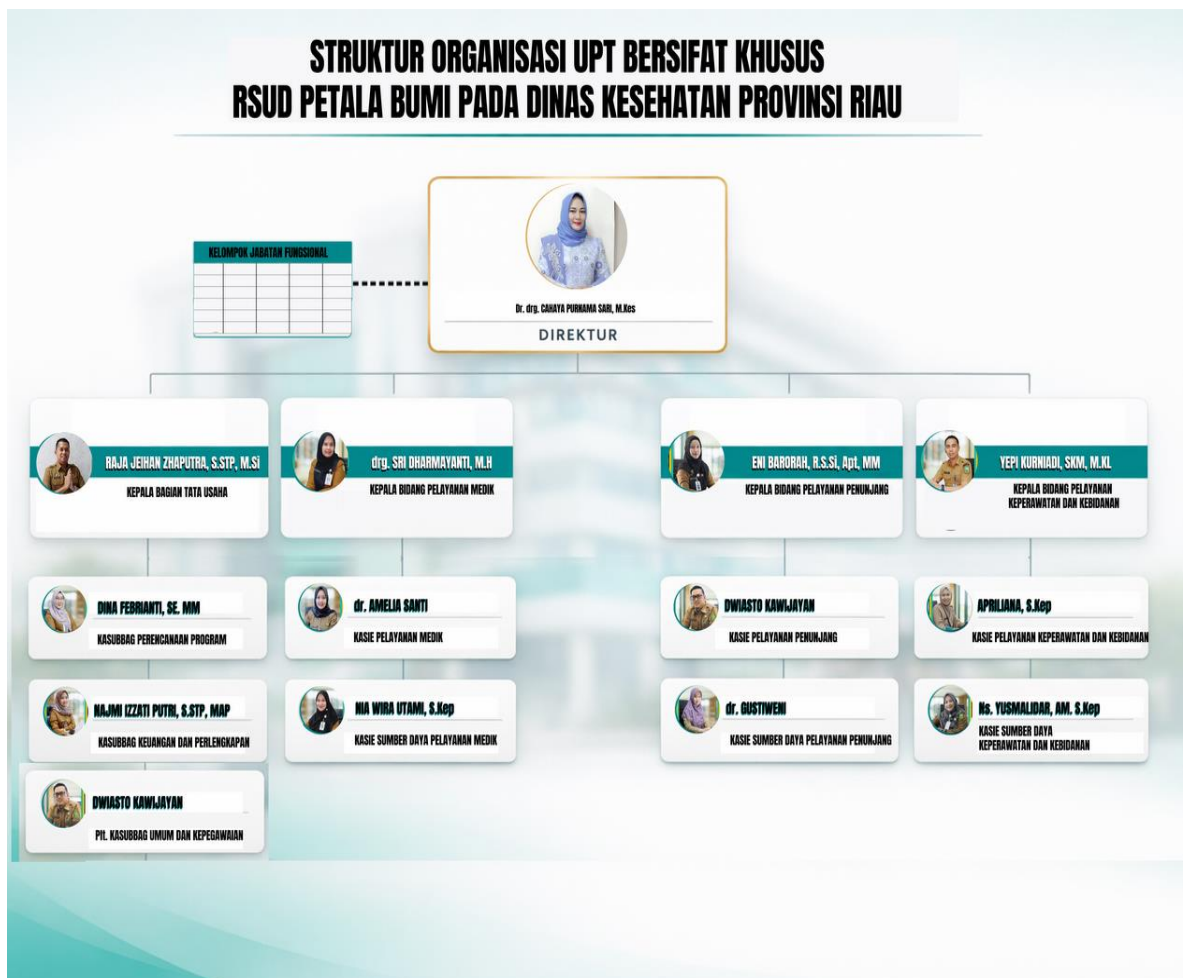 STRUKTUR ORGANISASI UPT BERSIFAT KHUSUS
RSUD PETALA BUMI PADA DINAS KESEHATAN PROVINSI RIAU
KELOMPOK JABATAN FUNGSIONAL
Dr. drg. CAHAYA PURNAMA SARI, M.Kes
DIREKTUR
RAJA JEIHAN ZHAPUTRA, S.STP, M.Si
KEPALA BAGIAN TATA USAHA
drg. SRI DHARMAYANTI, M.H
KEPALA BIDANG PELAYANAN MEDIK
ENI BARORAH, R.S.Si, Apt, MM
KEPALA BIDANG PELAYANAN PENUNJANG
YEPI KURNIADI, SKM, M.KL
KEPALA BIDANG PELAYANAN
KEPERAWATAN DAN KEBIDANAN
DINA FEBRIANTI, SE. MM
KASUBBAG PERENCANAAN PROGRAM
dr. AMELIA SANTI
KASIE PELAYANAN MEDIK
DWIASTO KAWIJAYAN
KASIE PELAYANAN PENUNJANG
APRILIANA, S.Kep
KASIE PELAYANAN KEPERAWATAN DAN KEBIDANAN
NAJMI IZZATI PUTRI, S.STP, MAP
KASUBBAG KEUANGAN DAN PERLENGKAPAN
NIA WIRA UTAMI, S.Kep
KASIE SUMBER DAYA PELAYANAN MEDIK
dr. GUSTIWENI
KASIE SUMBER DAYA PELAYANAN PENUNJANG
Ns. YUSMALIDAR, AM. S.Kep
KASIE SUMBER DAYA
KEPERAWATAN DAN KEBIDANAN
DWIASTO KAWIJAYAN
Plt. KASUBBAG UMUM DAN KEPEGAWAIAN